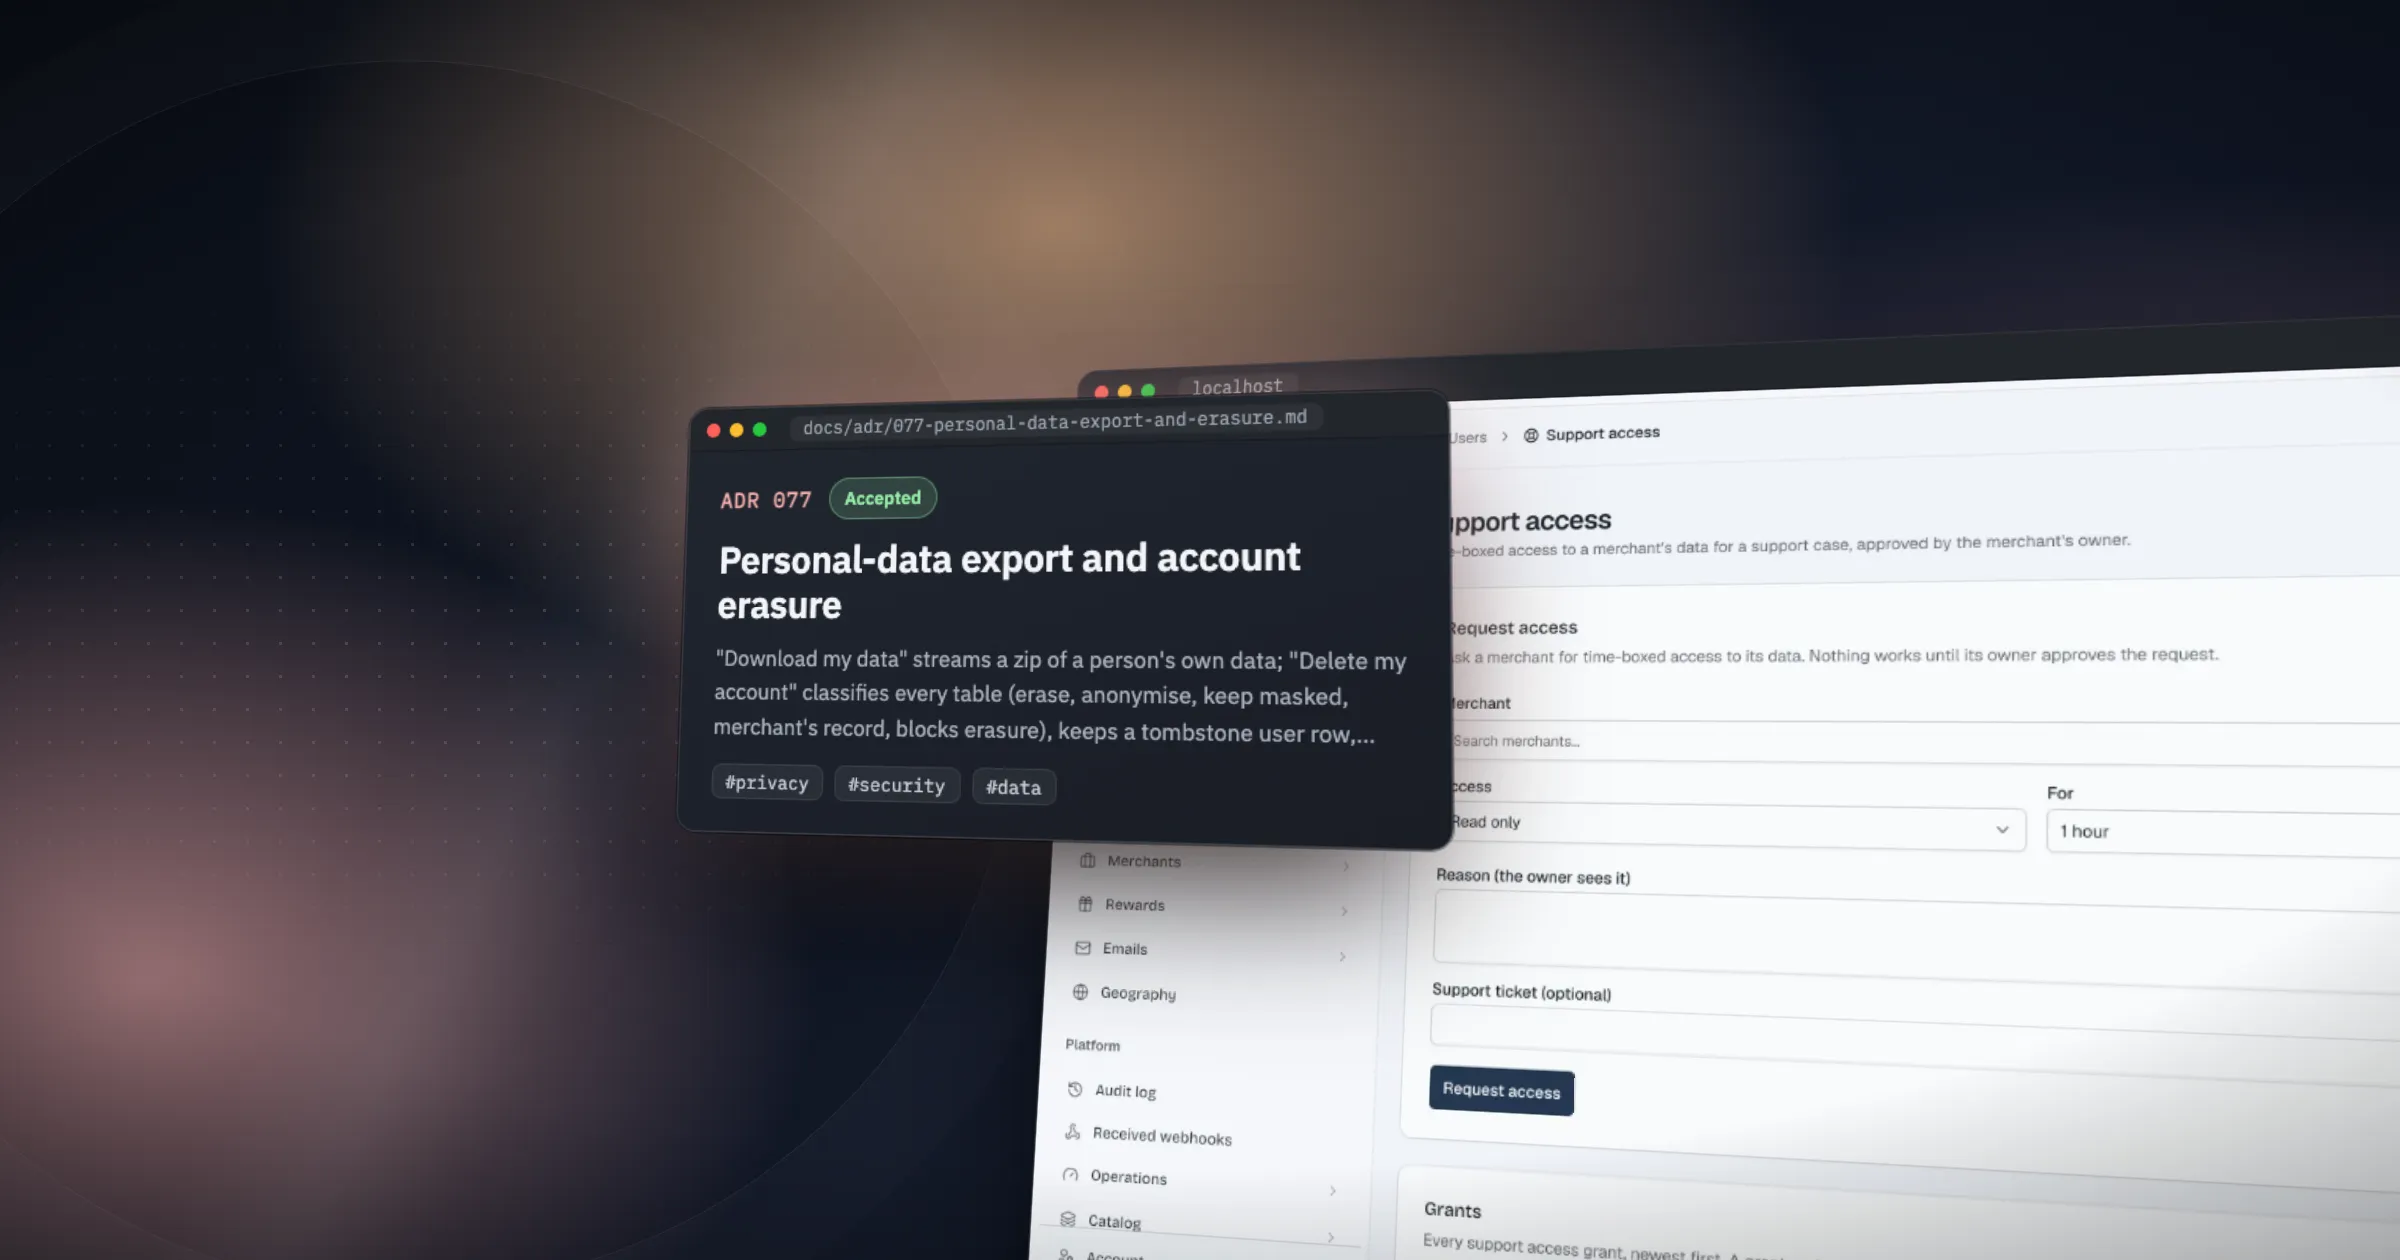 localhost
docs/adr/077-personal-data-export-and-erasure.md
ADR 077
Accepted
Personal-data export and account
erasure
"Download my data" streams a zip of a person's own data; "Delete my
account" classifies every table (erase, anonymise, keep masked,
merchant's record, blocks erasure), keeps a tombstone user row,...
#privacy
#security
#data
Users
Support access
upport access
-boxed access to a merchant's data for a support case, approved by the merchant's owner.
Request access
sk a merchant for time-boxed access to its data. Nothing works until its owner approves the request.
erchant
Search merchants...
ccess
For
Read only
1 hour
Reason (the owner sees it)
Support ticket (optional)
Request access
Grants
Every support access grant, newest first. A
Merchants
Rewards
Emails
Geography
Platform
Audit log
Received webhooks
Operations
Catalog
Account